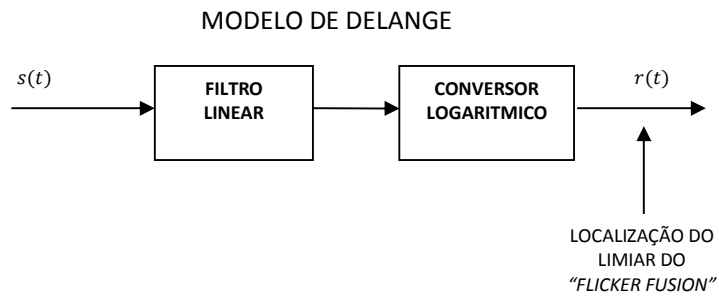 MODELO DE DELANGE
s(t)
FILTRO
LINEAR
CONVERSOR
LOGARITMICO
r(t)
LOCALIZAÇÃO DO
LIMIAR DO
“FLICKER FUSION”